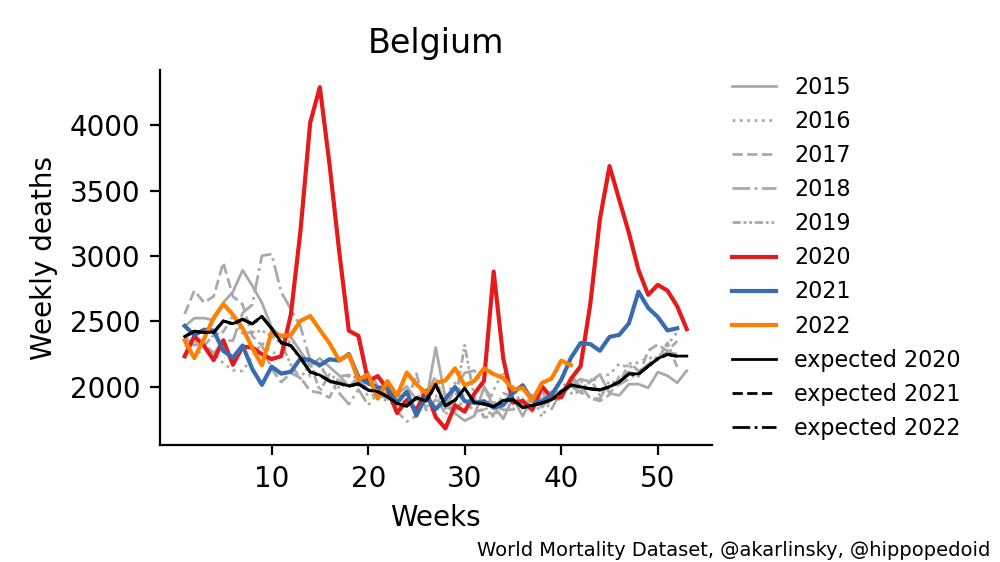 Belgium
Weekly deaths
4000
3500
3000
2500
2000
10
20
30
40
50
Weeks
2015
2016
2017
2018
2019
2020
2021
2022
expected 2020
expected 2021
expected 2022
World Mortality Dataset, @akarlinsky, @hippopedoid